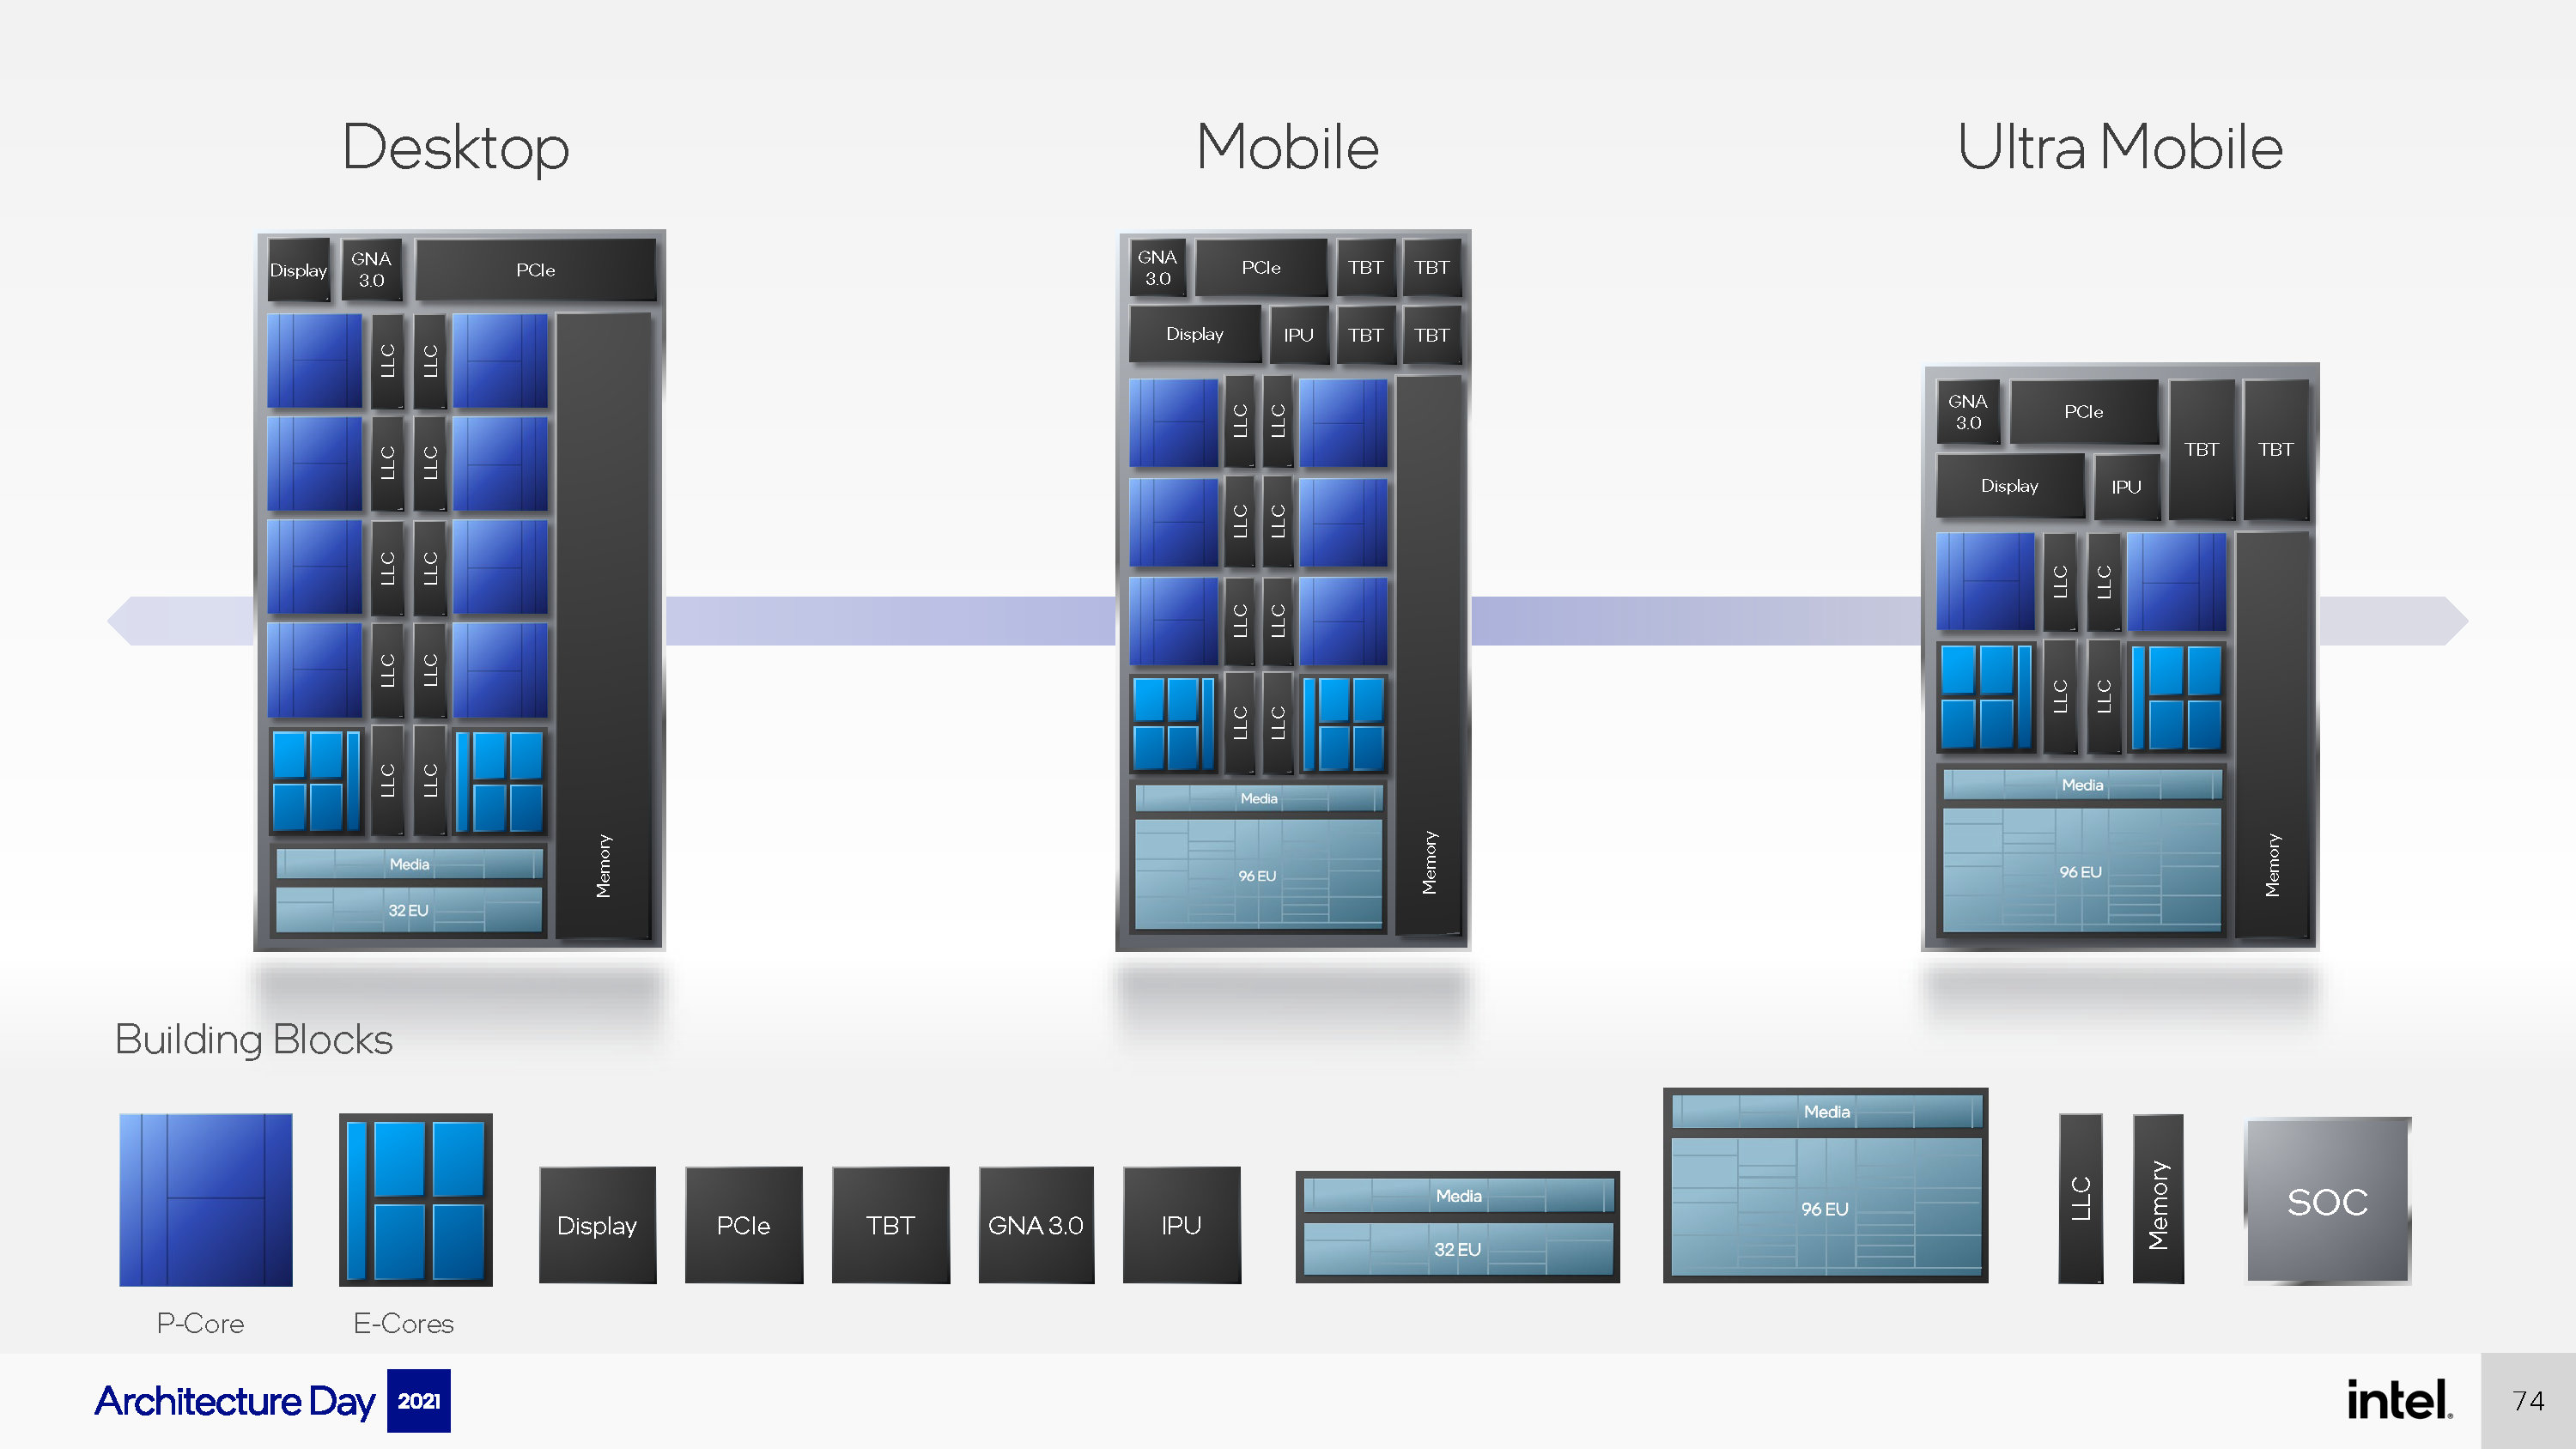 Desktop
Mobile
Ultra Mobile
Display
GNA
3.0
PCIe
LLC
LLC
LLC
LLC
LLC
LLC
LLC
LLC
LLC
LLC
Media
32 EU
Memory
GNA
3.0
PCIe
TBT
TBT
Display
IPU
TBT
TBT
LLC
LLC
LLC
LLC
LLC
LLC
LLC
LLC
Media
96 EU
Memory
GNA
3.0
PCIe
TBT
TBT
Display
IPU
LLC
LLC
LLC
LLC
Media
96 EU
Memory
Building Blocks
P-Core
E-Cores
Display
PCIe
TBT
GNA 3.0
IPU
Media
32 EU
Media
96 EU
LLC
Memory
SOC
Architecture Day 2021
intel.
74